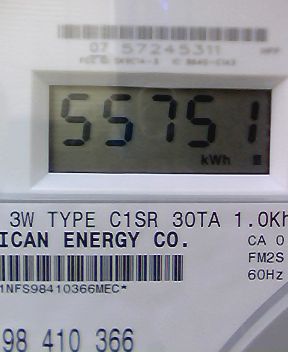 07 57245311
55751
kWh
3W TYPE C1SR 30TA 1.0Kh
ICAN ENERGY CO.
CA 0
FM2S
60Hz
1NFS98410366MEC*
98 410 366